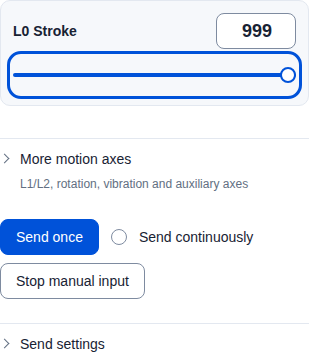 L0 Stroke
999
More motion axes
L1/L2, rotation, vibration and auxiliary axes
Send once
Send continuously
Stop manual input
Send settings